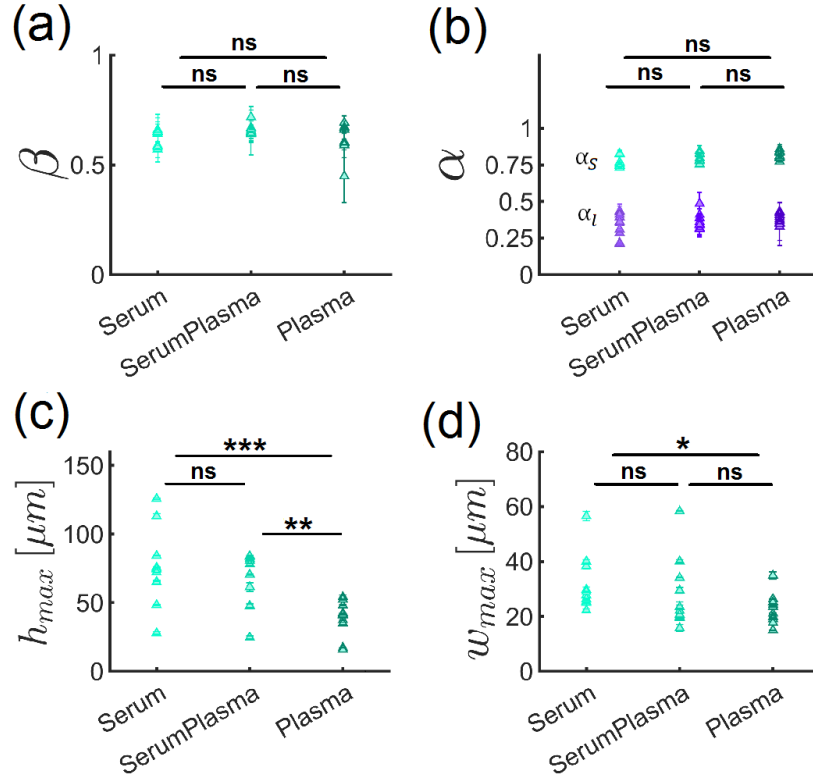 (a)
ns
ns
ns
β
1
0.5
0
Serum
SerumPlasma
Plasma
(b)
ns
ns
ns
α
1
0.75
0.5
0.25
0
αS
αl
Serum
SerumPlasma
Plasma
(c)
***
ns
**
hmax [μm]
150
100
50
0
Serum
SerumPlasma
Plasma
(d)
*
ns
ns
wmax [μm]
80
60
40
20
0
Serum
SerumPlasma
Plasma